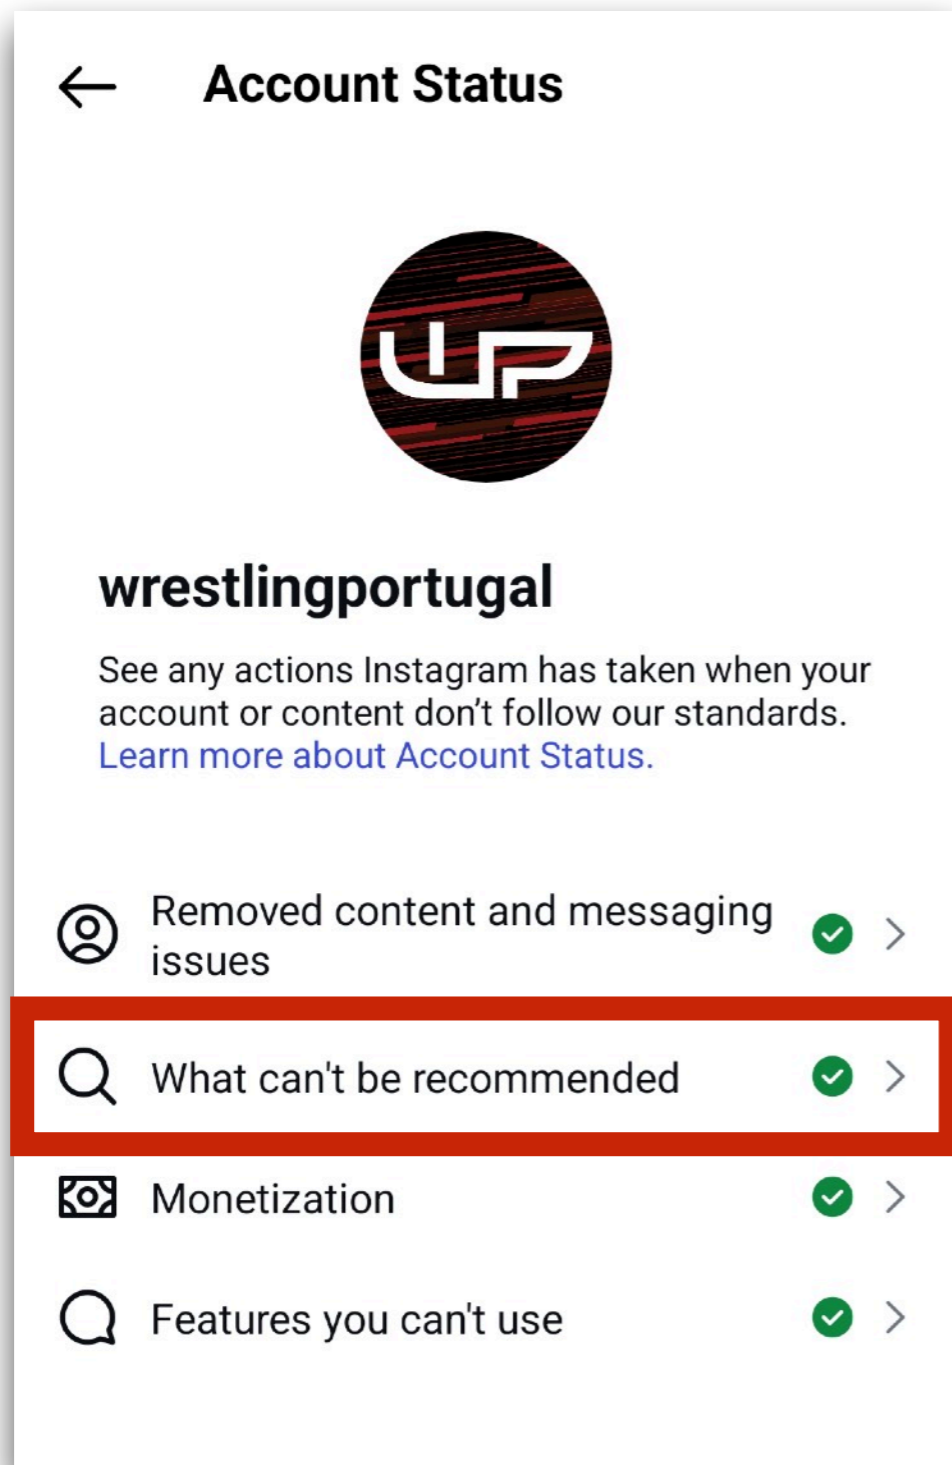 Account Status
wrestlingportugal
See any actions Instagram has taken when your
account or content don’t follow our standards.
Learn more about Account Status.
Removed content and messaging
issues
What can't be recommended
Monetization
Features you can't use